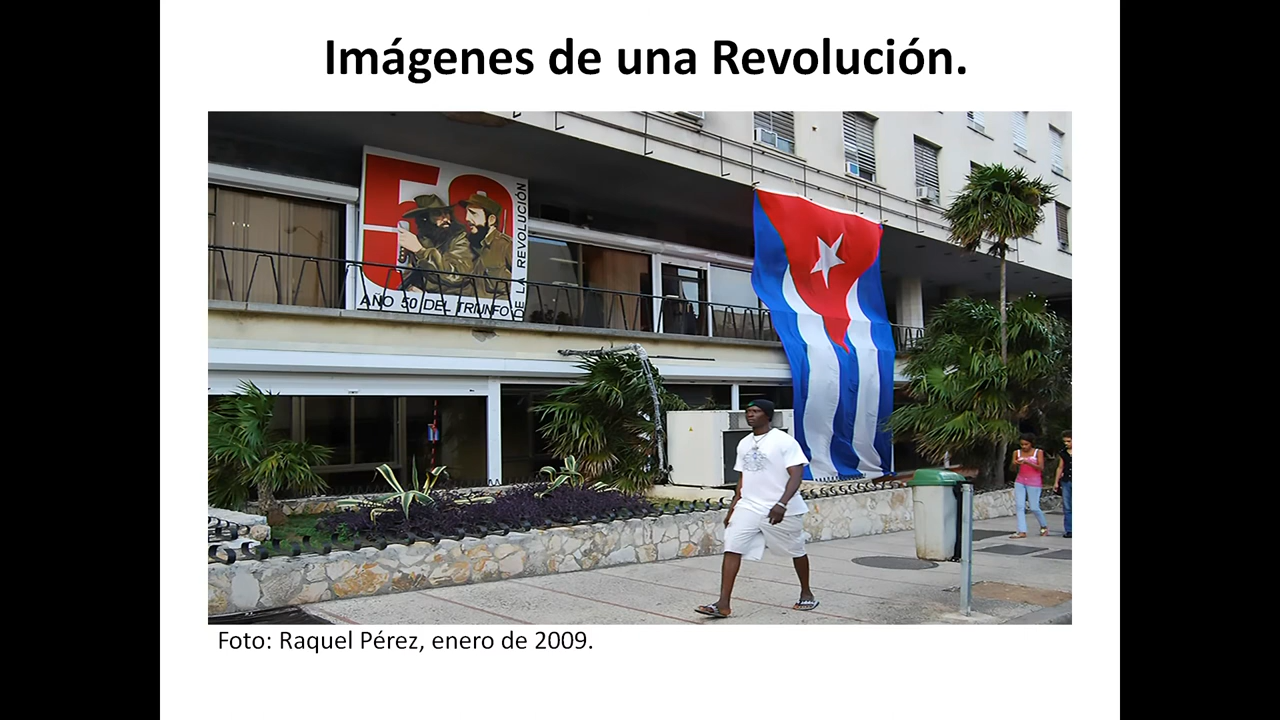 Imágenes de una Revolución.
50
AÑO 50 DEL TRIUNFO
DE LA REVOLUCIÓN
Foto: Raquel Pérez, enero de 2009.